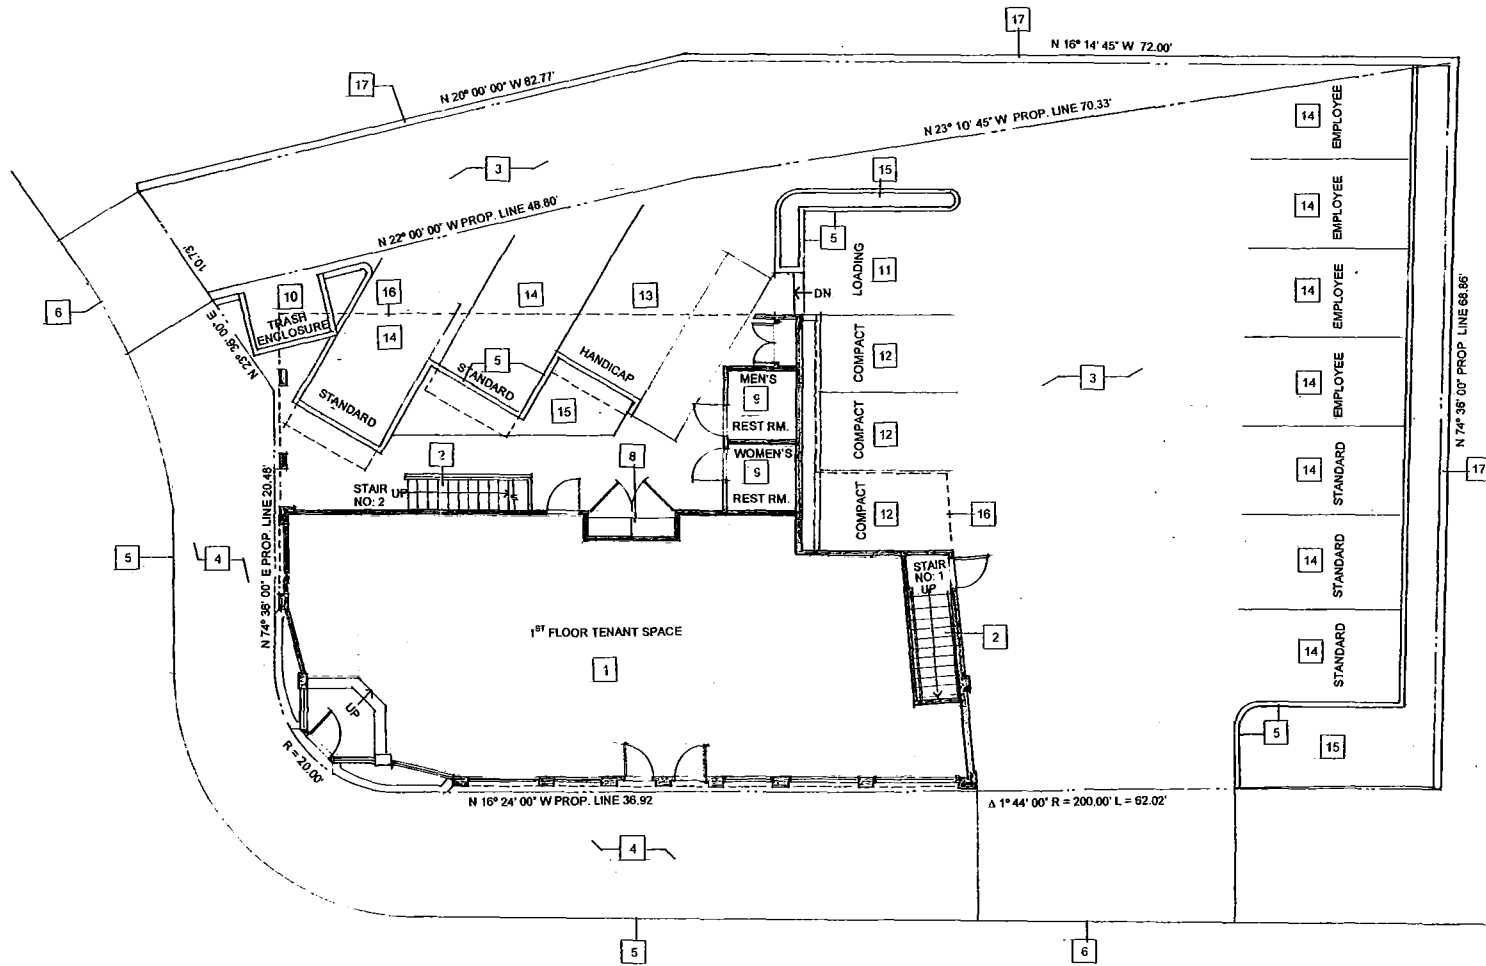 17
N 16° 14' 45" W 72.00'
17
N 20° 00' 00" W 82.77'
N 23° 10' 45" W PROP. LINE 70.33'
14
EMPLOYEE
3
15
14
EMPLOYEE
N 22° 00' 00" W PROP. LINE 48.60'
10.73'
5
LOADING
11
6
10
TRASH
ENCLOSURE
16
14
14
13
DN
14
EMPLOYEE
N 23° 36' 00" E
COMPACT
12
3
14
EMPLOYEE
N 74° 36' 00" PROP. LINE 68.86'
5
STANDARD
HANDICAP
STANDARD
15
MEN'S
9
REST RM.
COMPACT
12
2
8
WOMEN'S
9
REST RM.
14
STANDARD
17
STAIR
NO: 2
UP
COMPACT
12
16
5
4
N 74° 36' 00" E PROP. LINE 20.48'
14
STANDARD
STAIR
NO: 1
UP
1ST FLOOR TENANT SPACE
1
2
14
STANDARD
UP
5
15
R = 20.00'
N 16° 24' 00" W PROP. LINE 36.92
Δ 1° 44' 00" R = 200.00' L = 62.02'
4
5
6